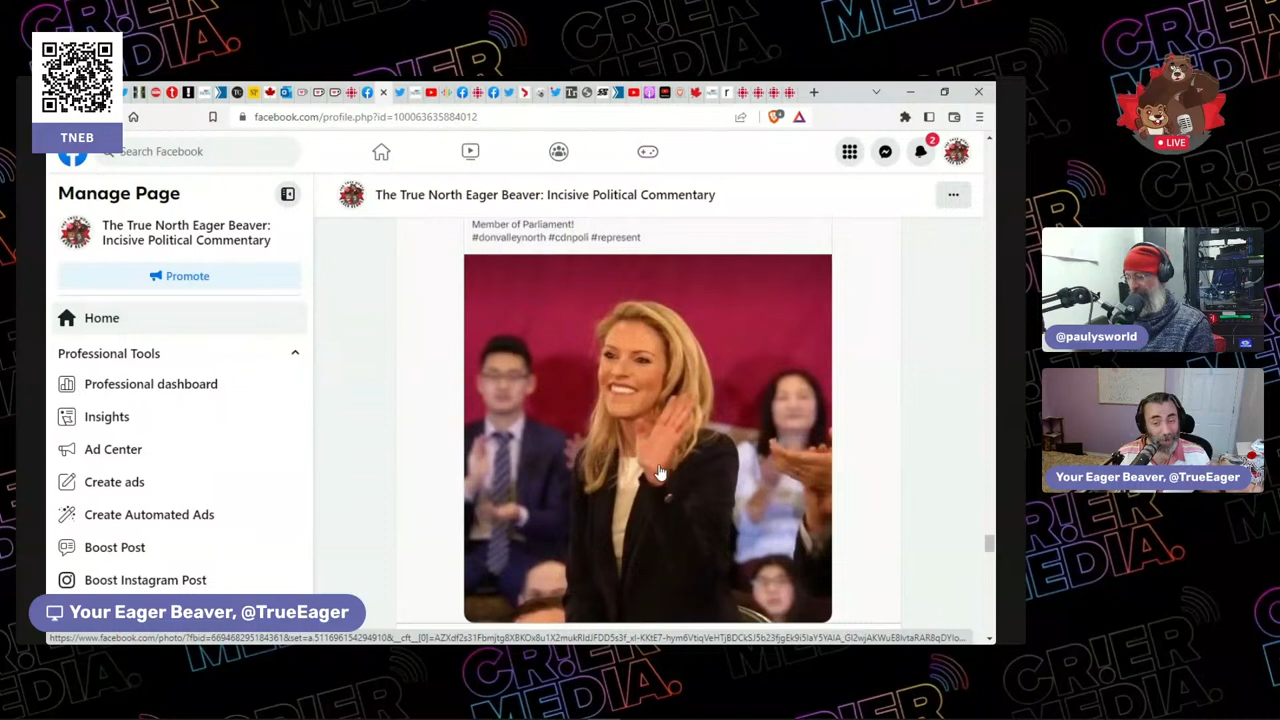 CRIER
MEDIA.
TNEB
facebook.com/profile.php?id=100063635884012
Search Facebook
2
Manage Page
The True North Eager Beaver: Incisive Political Commentary
...
The True North Eager Beaver:
Incisive Political Commentary
Promote
Home
Professional Tools
Professional dashboard
Insights
Ad Center
Create ads
Create Automated Ads
Boost Post
Boost Instagram Post
Member of Parliament!
#donvalleynorth #cdnpoli #represent
LIVE
@paulysworld
Your Eager Beaver, @TrueEager
Your Eager Beaver, @TrueEager